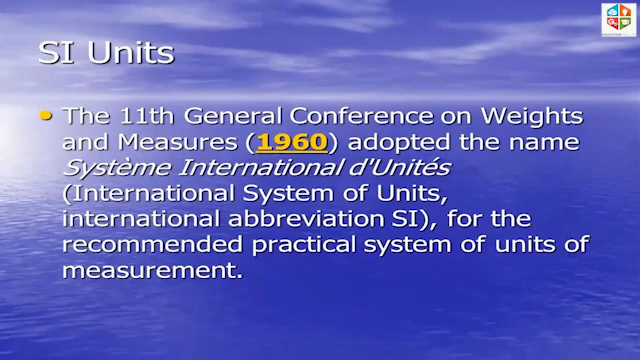 SI Units
• The 11th General Conference on Weights
and Measures (1960) adopted the name
Système International d'Unités
(International System of Units,
international abbreviation SI), for the
recommended practical system of units of
measurement.
EDUCATION